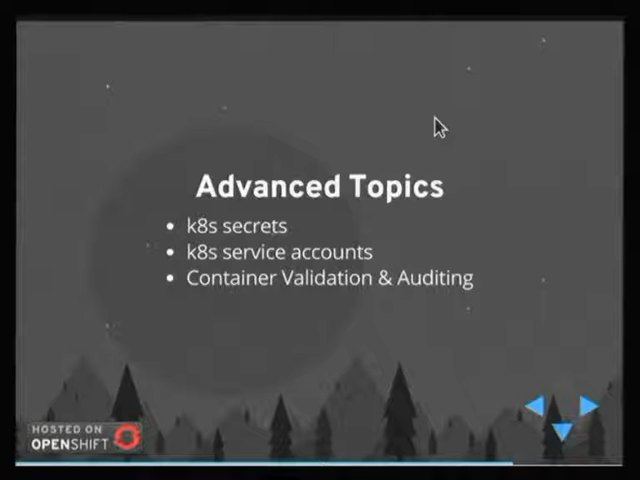 Advanced Topics
k8s secrets
k8s service accounts
Container Validation & Auditing
HOSTED ON
OPENSHIFT